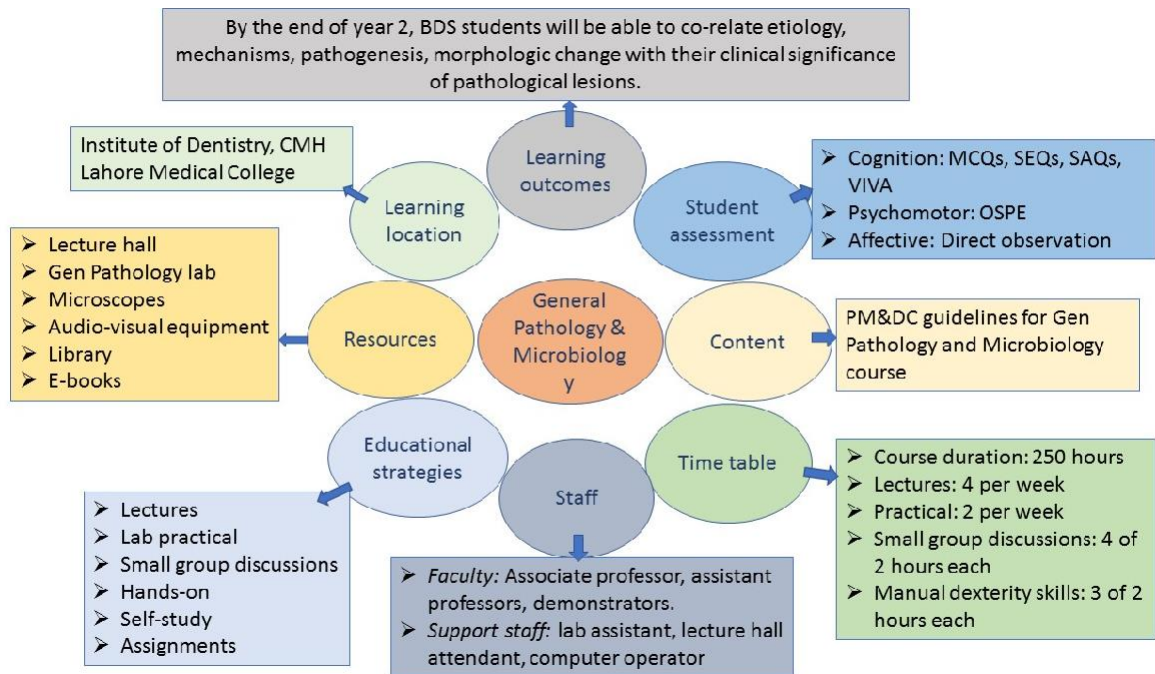 By the end of year 2, BDS students will be able to co-relate etiology,
mechanisms, pathogenesis, morphologic change with their clinical significance
of pathological lesions.
Institute of Dentistry, CMH
Lahore Medical College
Learning
outcomes
Learning
location
Student
assessment
➤ Cognition: MCQs, SEQs, SAQs,
VIVA
➤ Psychomotor: OSPE
➤ Affective: Direct observation
➤ Lecture hall
➤ Gen Pathology lab
➤ Microscopes
➤ Audio-visual equipment
➤ Library
➤ E-books
Resources
General
Pathology &
Microbiolog
y
Content
PM&DC guidelines for Gen
Pathology and Microbiology
course
Educational
strategies
Staff
Time table
➤ Course duration: 250 hours
➤ Lectures: 4 per week
➤ Practical: 2 per week
➤ Small group discussions: 4 of
2 hours each
➤ Manual dexterity skills: 3 of 2
hours each
➤ Lectures
➤ Lab practical
➤ Small group discussions
➤ Hands-on
➤ Self-study
➤ Assignments
➤ Faculty: Associate professor, assistant
professors, demonstrators.
➤ Support staff: lab assistant, lecture hall
attendant, computer operator